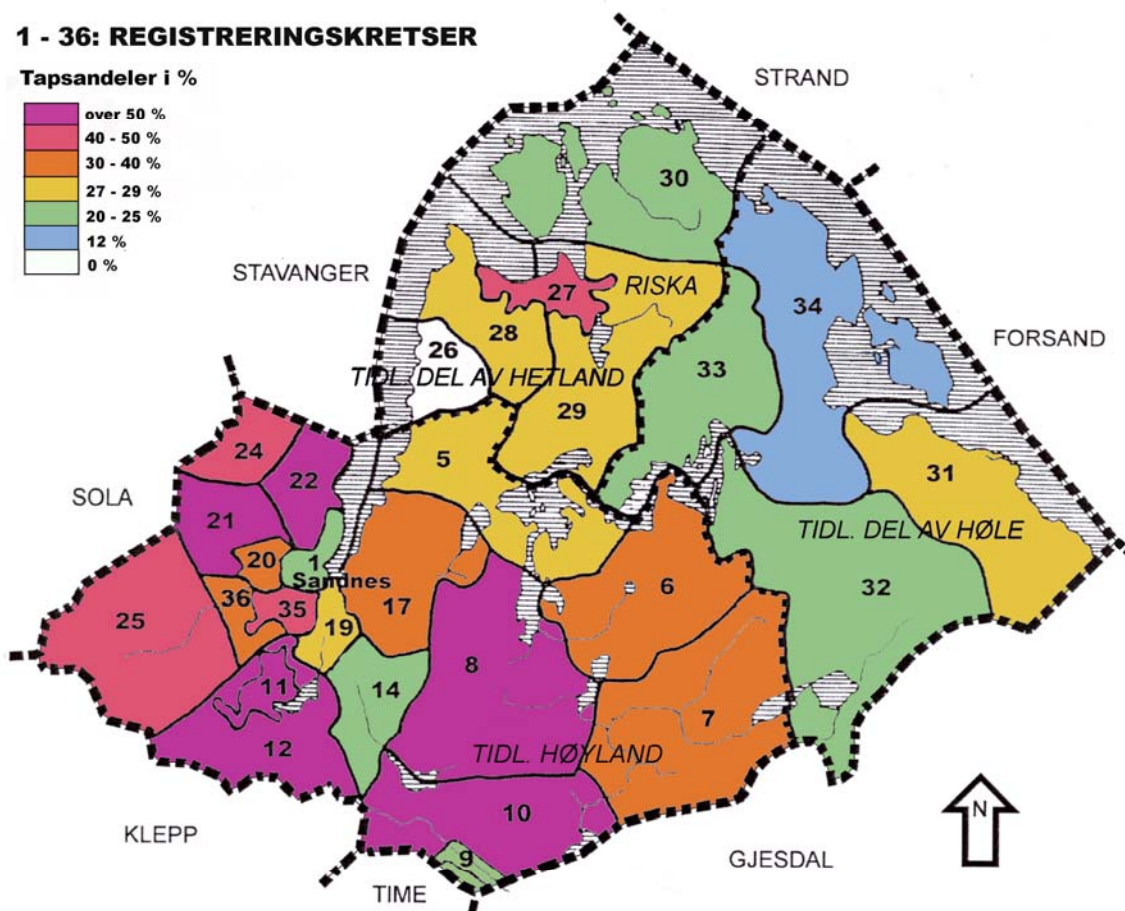 1 - 36: REGISTRERINGSKRETSER
Tapsandeler i %
over 50 %
40 - 50 %
30 - 40 %
27 - 29 %
20 - 25 %
12 %
0 %
STRAND
30
STAVANGER
27
RISKA
34
28
26
FORSAND
33
TIDL. DEL AV HETLAND
29
24
5
22
31
SOLA
21
TIDL. DEL AV HØLE
20
1
Sandnes
6
36
35
17
32
25
19
8
11
14
7
12
TIDL. HØYLAND
10
N
KLEPP
9
GJESDAL
TIME